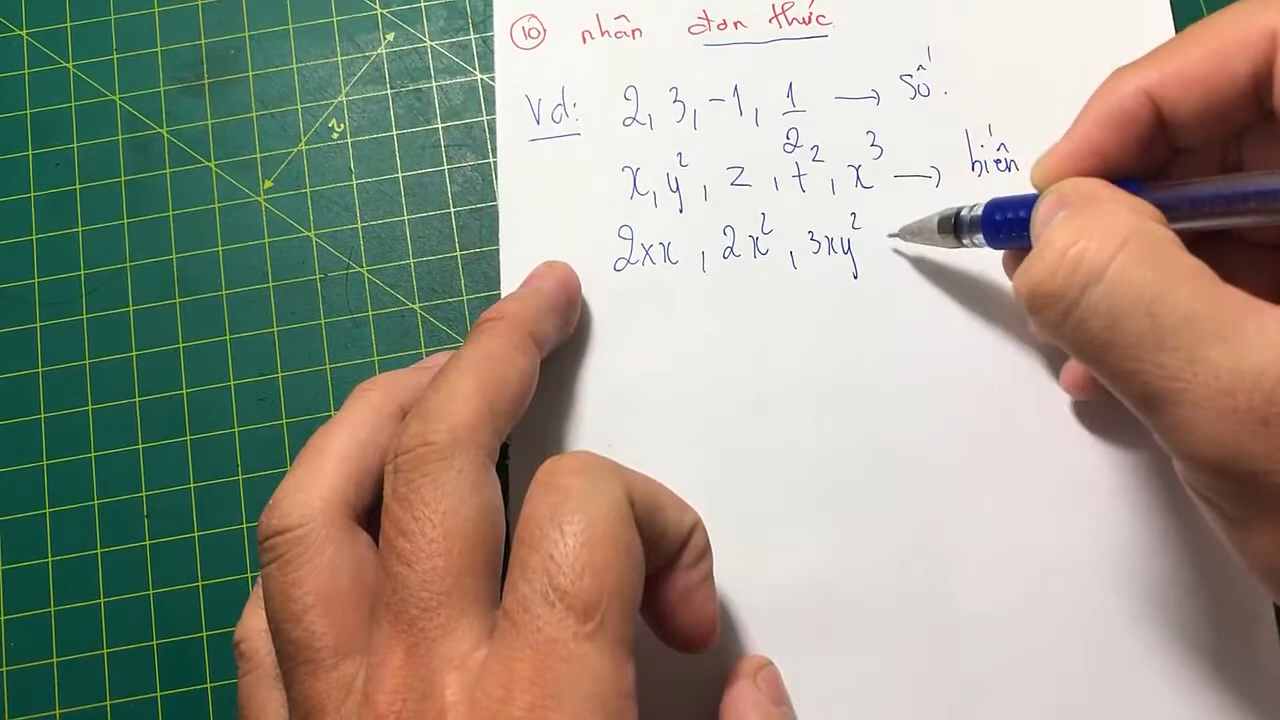 ⑩ nhân đơn thức
Vd: 2, 3, -1, 1/2 → Số.
x, y², z, t², x³ → biến
2xx, 2x², 3xy²